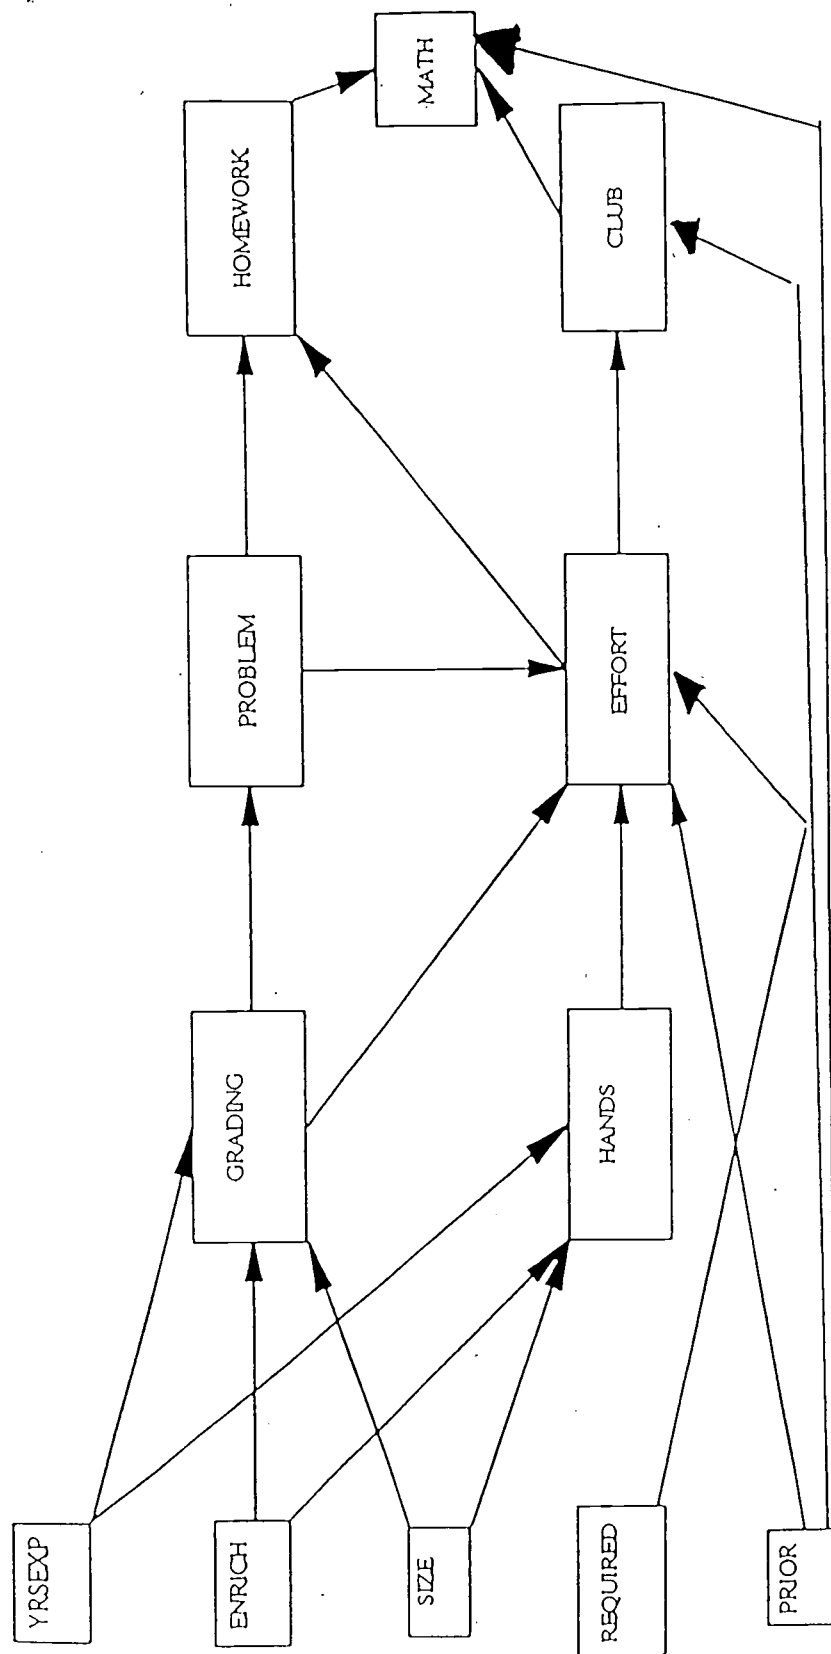 YRSEXP
ENRICH
SIZE
REQUIRED
PRIOR
GRADING
HANDS
PROBLEM
EFFORT
HOMEWORK
CLUB
MATH